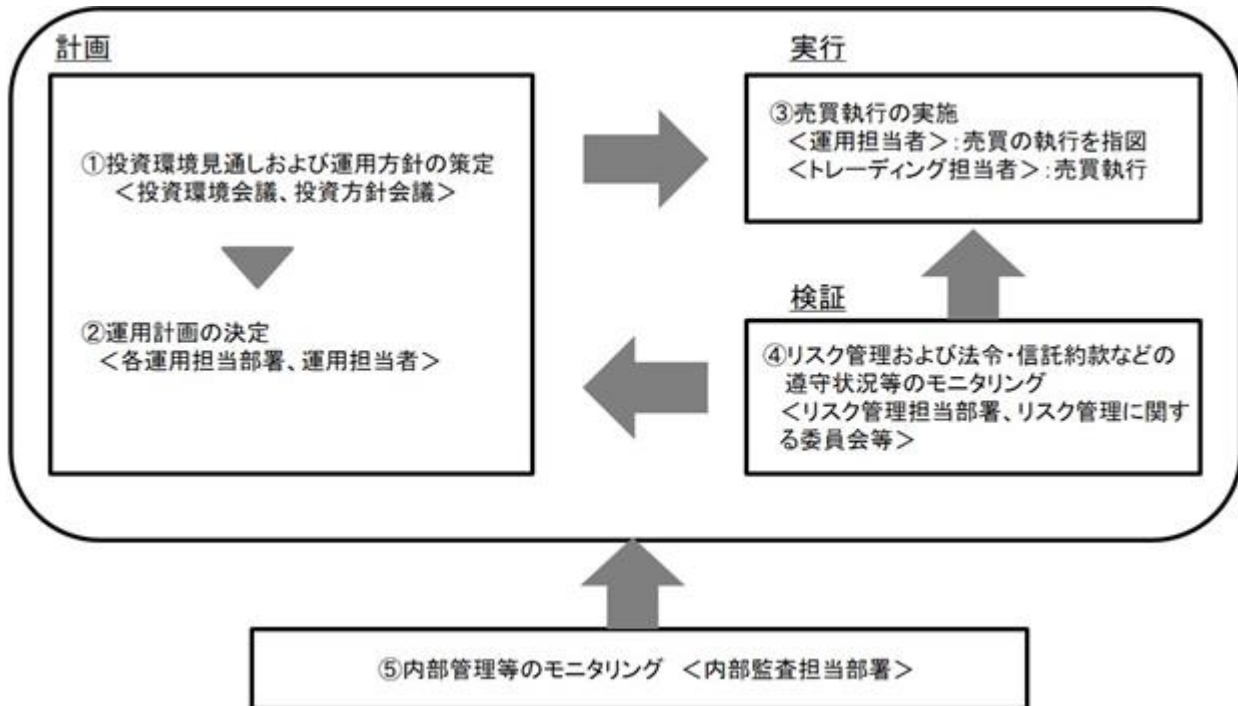 計画
①投資環境見通しおよび運用方針の策定
＜投資環境会議、投資方針会議＞
②運用計画の決定
＜各運用担当部署、運用担当者＞
実行
③売買執行の実施
＜運用担当者＞：売買の執行を指図
＜トレーディング担当者＞：売買執行
検証
④リスク管理および法令・信託約款などの
遵守状況等のモニタリング
＜リスク管理担当部署、リスク管理に関す
る委員会等＞
⑤内部管理等のモニタリング ＜内部監査担当部署＞